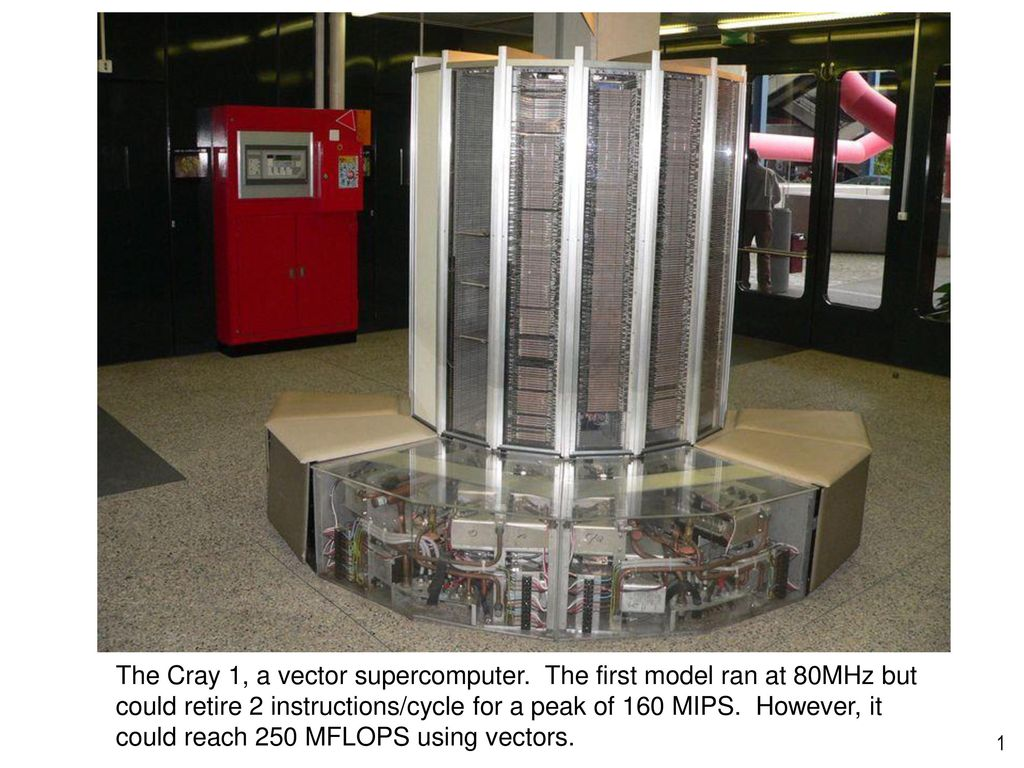 The Cray 1, a vector supercomputer.  The first model ran at 80MHz but
could retire 2 instructions/cycle for a peak of 160 MIPS.  However, it
could reach 250 MFLOPS using vectors.
1